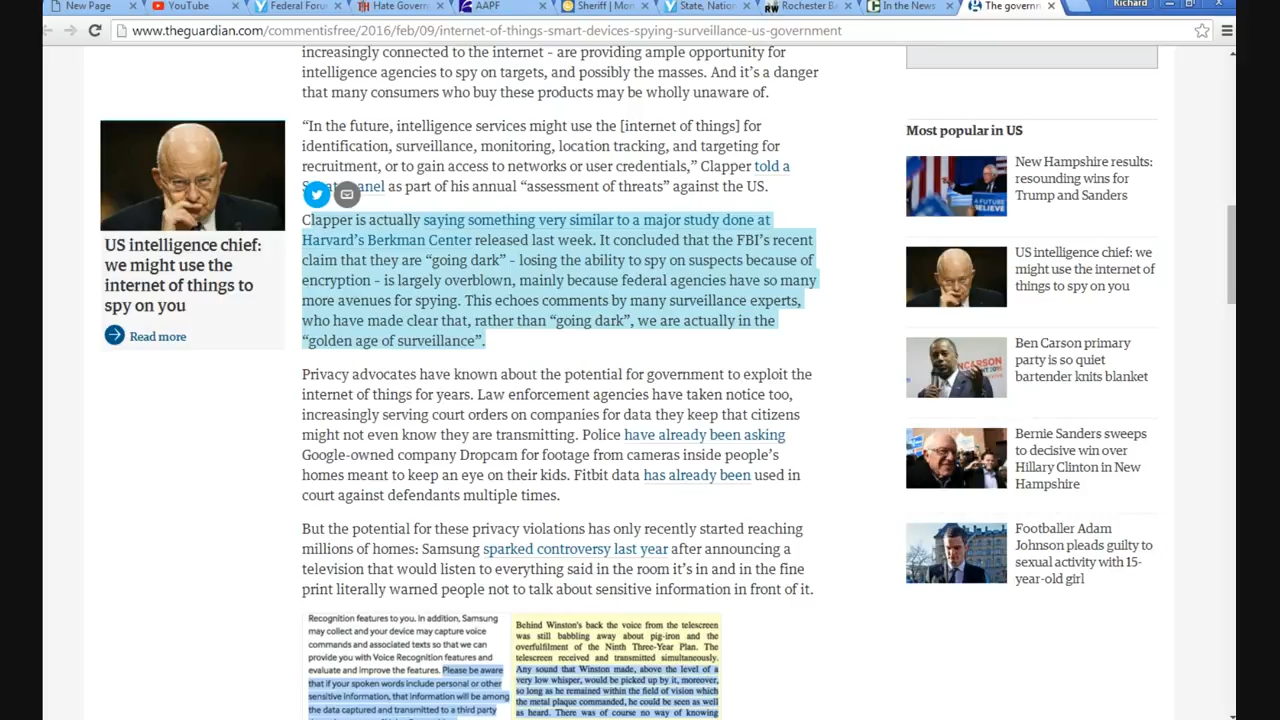 New Page
YouTube
Federal Foru
Hate Govern
AAPF
Sheriff | Mon
State, Nation
Rochester Ba
In the News
The governn
Richard
www.theguardian.com/commentisfree/2016/feb/09/internet-of-things-smart-devices-spying-surveillance-us-government
increasingly connected to the internet – are providing ample opportunity for
intelligence agencies to spy on targets, and possibly the masses. And it’s a danger
that many consumers who buy these products may be wholly unaware of.
“In the future, intelligence services might use the [internet of things] for
identification, surveillance, monitoring, location tracking, and targeting for
recruitment, or to gain access to networks or user credentials,” Clapper told a
panel as part of his annual “assessment of threats” against the US.
Clapper is actually saying something very similar to a major study done at
Harvard’s Berkman Center released last week. It concluded that the FBI’s recent
claim that they are “going dark” – losing the ability to spy on suspects because of
encryption – is largely overblown, mainly because federal agencies have so many
more avenues for spying. This echoes comments by many surveillance experts,
who have made clear that, rather than “going dark”, we are actually in the
“golden age of surveillance”.
Privacy advocates have known about the potential for government to exploit the
internet of things for years. Law enforcement agencies have taken notice too,
increasingly serving court orders on companies for data they keep that citizens
might not even know they are transmitting. Police have already been asking
Google-owned company Dropcam for footage from cameras inside people’s
homes meant to keep an eye on their kids. Fitbit data has already been used in
court against defendants multiple times.
But the potential for these privacy violations has only recently started reaching
millions of homes: Samsung sparked controversy last year after announcing a
television that would listen to everything said in the room it’s in and in the fine
print literally warned people not to talk about sensitive information in front of it.
Recognition features to you. In addition, Samsung
may collect and your device may capture voice
commands and associated texts so that we can
provide you with Voice Recognition features and
evaluate and improve the features. Please be aware
that if your spoken words include personal or other
sensitive information, that information will be among
the data captured and transmitted to a third party
Behind Winston's back the voice from the telescreen
was still babbling away about pig-iron and the
overfulfilment of the Ninth Three-Year Plan. The
telescreen received and transmitted simultaneously.
Any sound that Winston made, above the level of a
very low whisper, would be picked up by it, moreover,
so long as he remained within the field of vision which
the metal plaque commanded, he could be seen as well
as heard. There was of course no way of knowing
US intelligence chief:
we might use the
internet of things to
spy on you
Read more
Most popular in US
New Hampshire results:
resounding wins for
Trump and Sanders
US intelligence chief: we
might use the internet of
things to spy on you
Ben Carson primary
party is so quiet
bartender knits blanket
Bernie Sanders sweeps
to decisive win over
Hillary Clinton in New
Hampshire
Footballer Adam
Johnson pleads guilty to
sexual activity with 15-
year-old girl
A FUTURE
BELIEVE